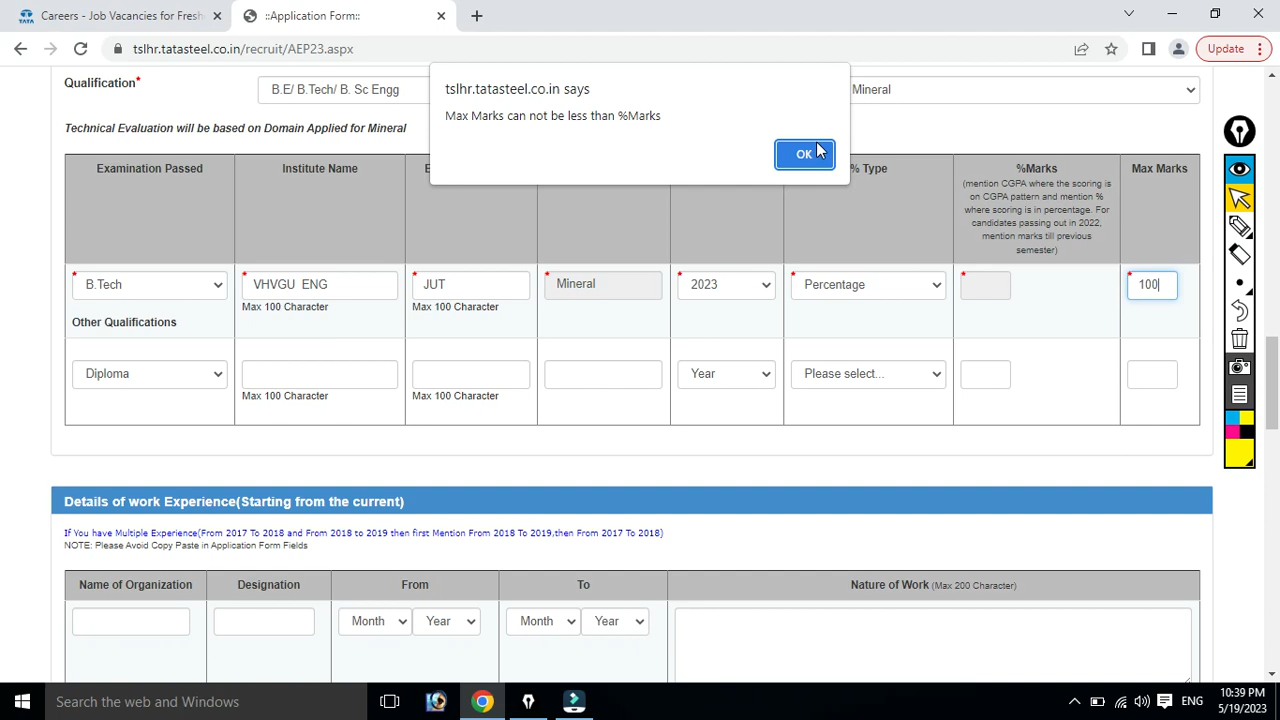 Careers - Job Vacancies for Fresh
::Application Form::
tslhr.tatasteel.co.in/recruit/AEP23.aspx
Update
tslhr.tatasteel.co.in says
Max Marks can not be less than %Marks
OK
Qualification*
B.E/ B.Tech/ B. Sc Engg
Mineral
Technical Evaluation will be based on Domain Applied for Mineral
Examination Passed
Institute Name
% Type
%Marks
(mention CGPA where the scoring is
on CGPA pattern and mention %
where scoring is in percentage. For
candidates passing out in 2022,
mention marks till previous
semester)
Max Marks
* B.Tech
* VHVGU ENG
* JUT
* Mineral
* 2023
* Percentage
*
* 100
Max 100 Character
Max 100 Character
Other Qualifications
Diploma
Year
Please select...
Max 100 Character
Max 100 Character
Details of work Experience(Starting from the current)
If You have Multiple Experience(From 2017 To 2018 and From 2018 to 2019 then first Mention From 2018 To 2019,then From 2017 To 2018)
NOTE: Please Avoid Copy Paste in Application Form Fields
Name of Organization
Designation
From
To
Nature of Work (Max 200 Character)
Month
Year
Month
Year
Search the web and Windows
ENG
10:39 PM
5/19/2023